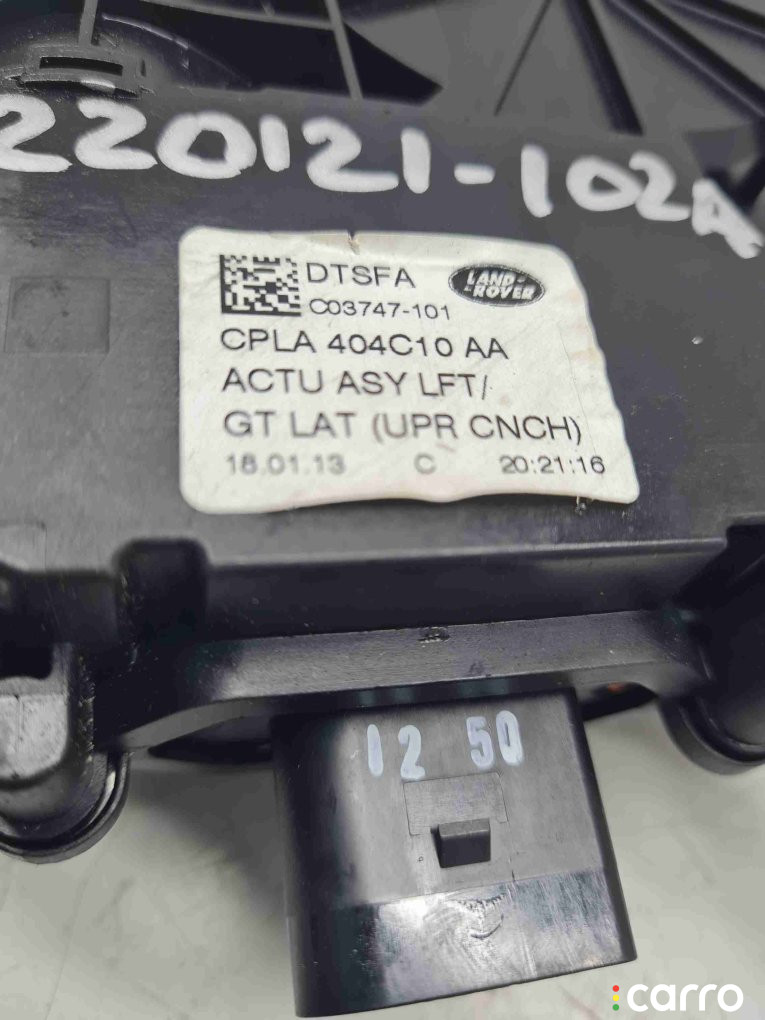 220121-102A
DTSFA
LAND-
ROVER
C03747-101
CPLA 404C10 AA
ACTU ASY LFT/
GT LAT (UPR CNCH)
18.01.13 C 20:21:16
12 50
carro